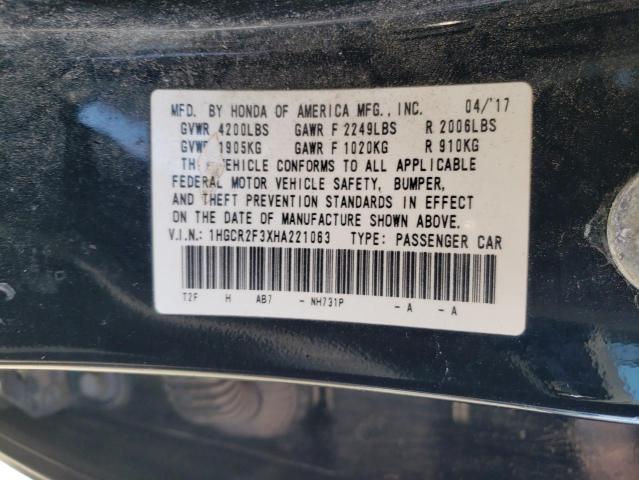 MFD. BY HONDA OF AMERICA MFG., INC. 04/'17
GVWR 4200LBS GAWR F 2249LBS R 2006LBS
GVWR 1905KG GAWR F 1020KG R 910KG
THIS VEHICLE CONFORMS TO ALL APPLICABLE
FEDERAL MOTOR VEHICLE SAFETY, BUMPER,
AND THEFT PREVENTION STANDARDS IN EFFECT
ON THE DATE OF MANUFACTURE SHOWN ABOVE.
V.I.N.: 1HGCR2F3XHA221063 TYPE: PASSENGER CAR
T2F H AB7 - NH731P - A - A